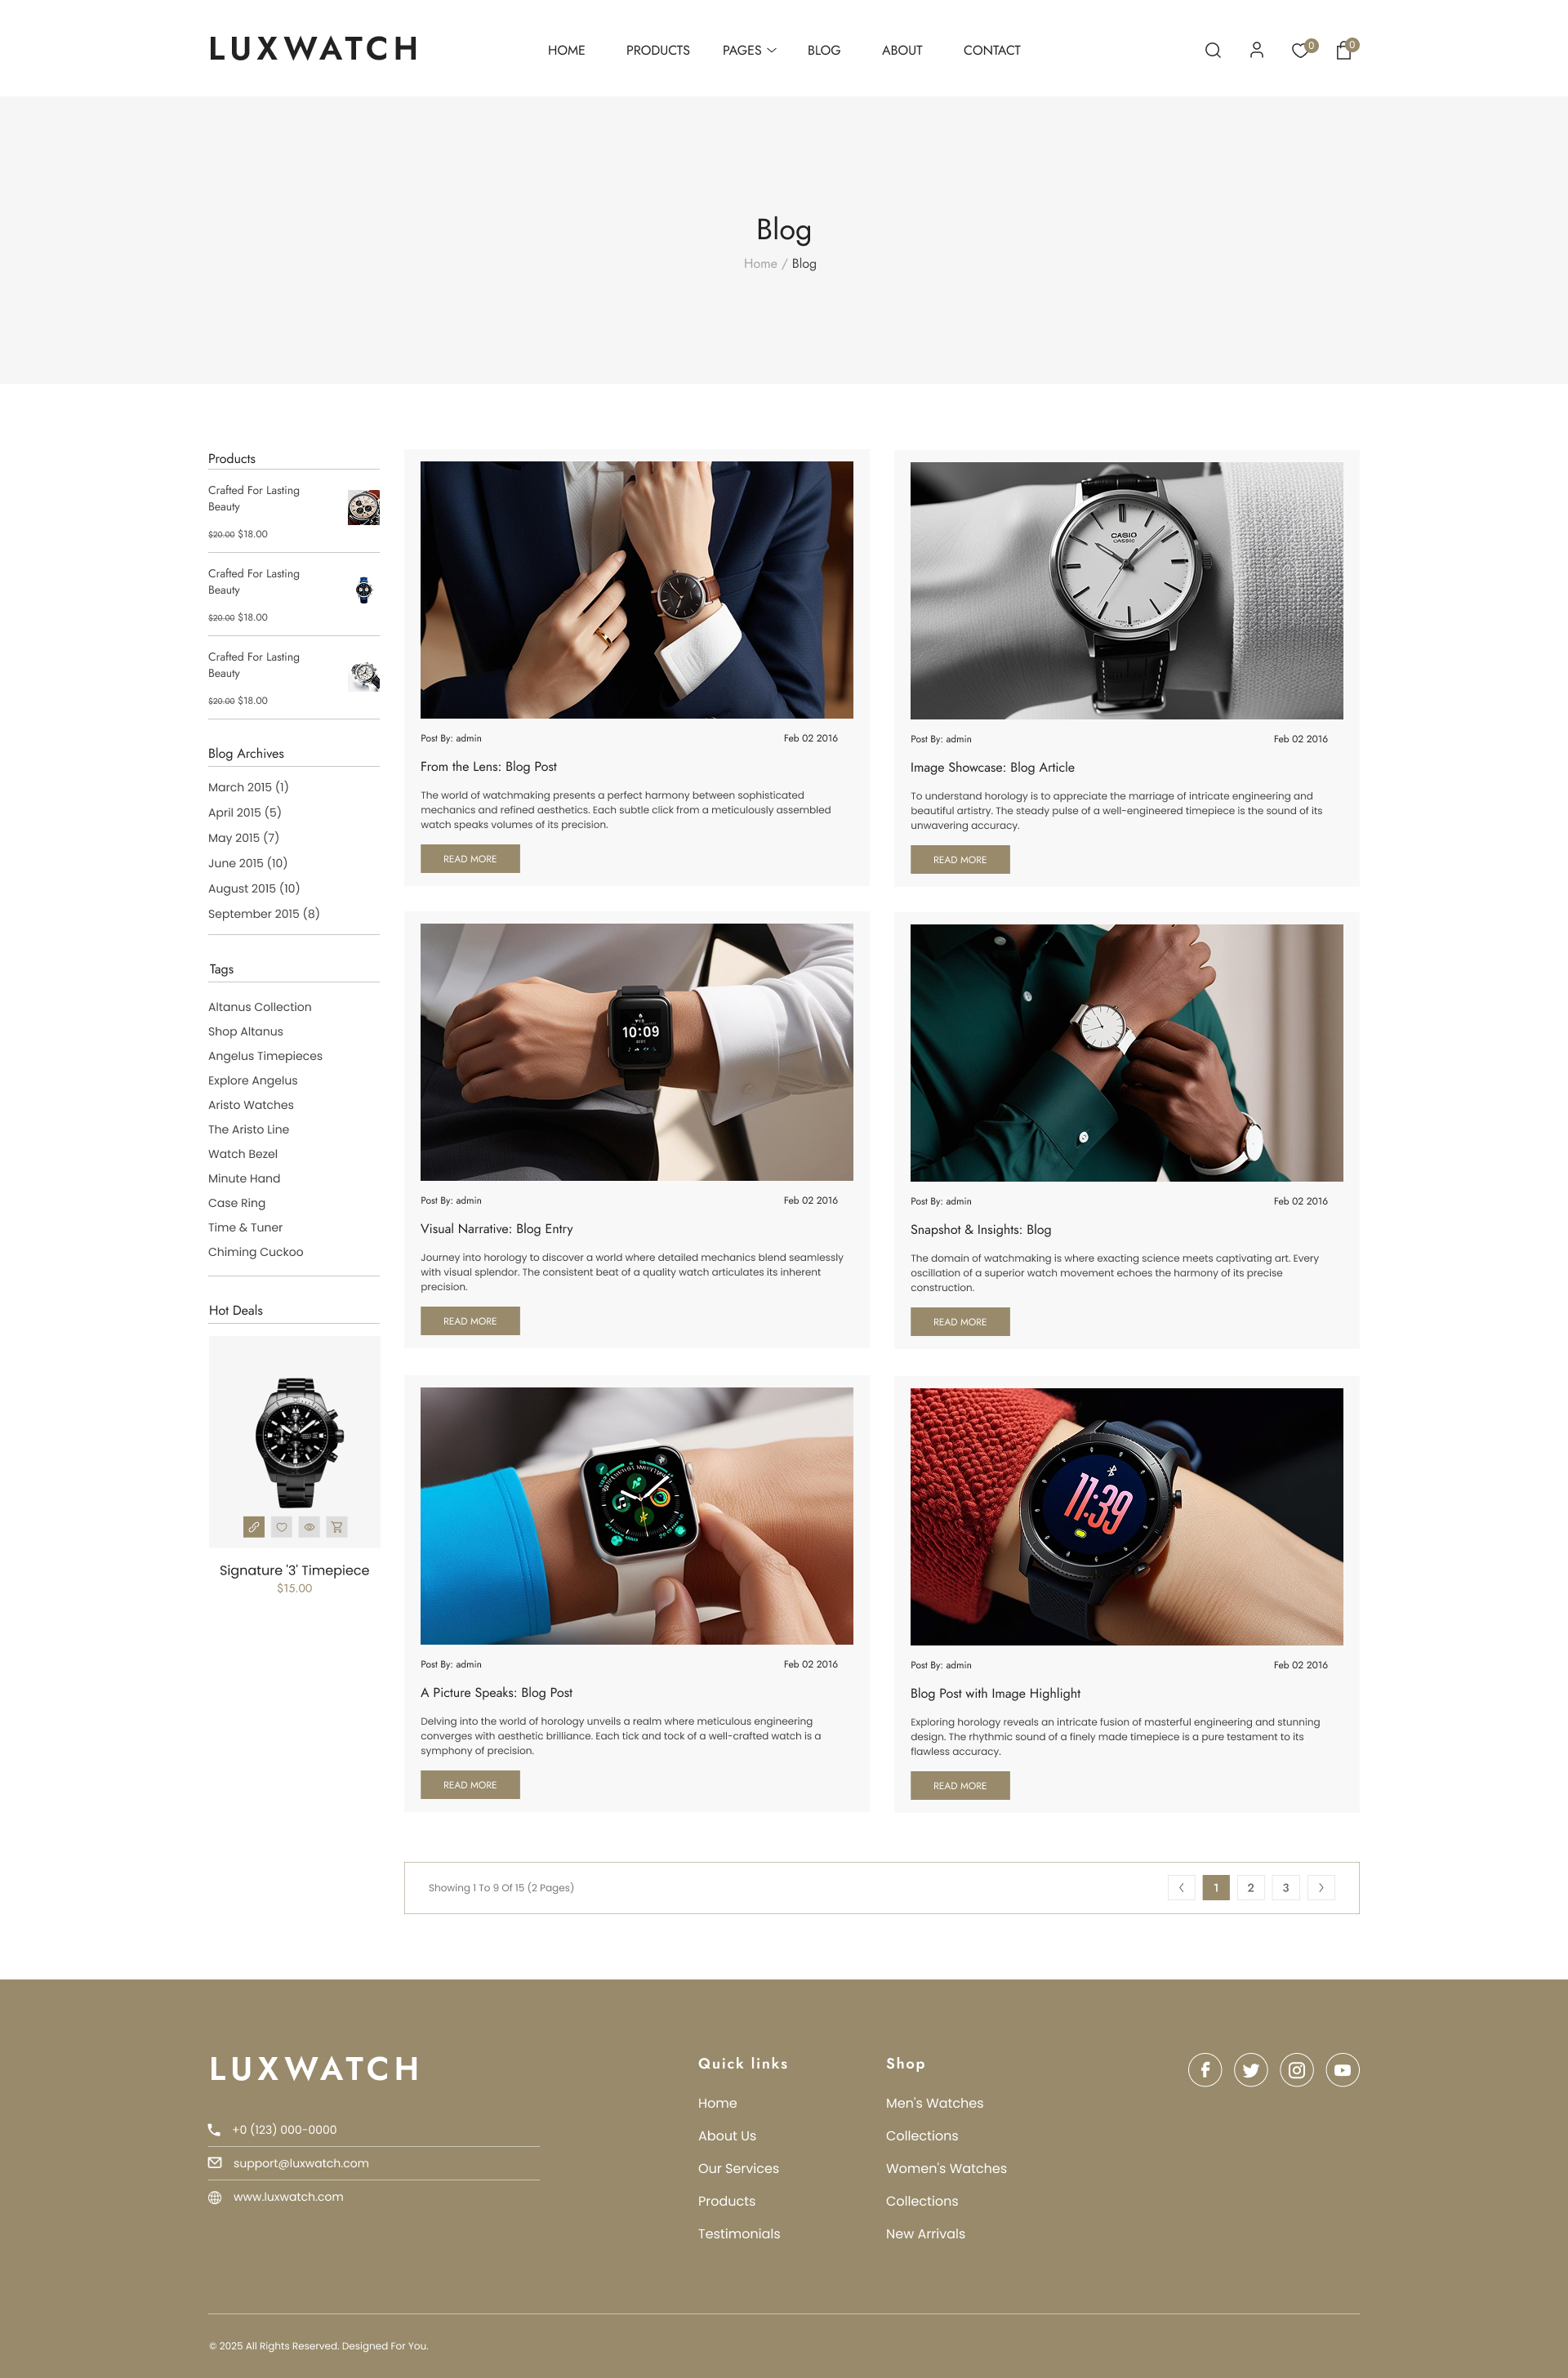 LUXWATCH
HOME PRODUCTS PAGES BLOG ABOUT CONTACT
0 0
Blog
Home / Blog
Products
Crafted For Lasting
Beauty
$20.00 $18.00
Crafted For Lasting
Beauty
$20.00 $18.00
Crafted For Lasting
Beauty
$20.00 $18.00
Blog Archives
March 2015 (1)
April 2015 (5)
May 2015 (7)
June 2015 (10)
August 2015 (10)
September 2015 (8)
Tags
Altanus Collection
Shop Altanus
Angelus Timepieces
Explore Angelus
Aristo Watches
The Aristo Line
Watch Bezel
Minute Hand
Case Ring
Time & Tuner
Chiming Cuckoo
Hot Deals
Signature '3' Timepiece
$15.00
Post By: admin Feb 02 2016
From the Lens: Blog Post
The world of watchmaking presents a perfect harmony between sophisticated
mechanics and refined aesthetics. Each subtle click from a meticulously assembled
watch speaks volumes of its precision.
READ MORE
CASIO
CLASSIC
Post By: admin Feb 02 2016
Image Showcase: Blog Article
To understand horology is to appreciate the marriage of intricate engineering and
beautiful artistry. The steady pulse of a well-engineered timepiece is the sound of its
unwavering accuracy.
READ MORE
10:09
Post By: admin Feb 02 2016
Visual Narrative: Blog Entry
Journey into horology to discover a world where detailed mechanics blend seamlessly
with visual splendor. The consistent beat of a quality watch articulates its inherent
precision.
READ MORE
Post By: admin Feb 02 2016
Snapshot & Insights: Blog
The domain of watchmaking is where exacting science meets captivating art. Every
oscillation of a superior watch movement echoes the harmony of its precise
construction.
READ MORE
Post By: admin Feb 02 2016
A Picture Speaks: Blog Post
Delving into the world of horology unveils a realm where meticulous engineering
converges with aesthetic brilliance. Each tick and tock of a well-crafted watch is a
symphony of precision.
READ MORE
11:39
Post By: admin Feb 02 2016
Blog Post with Image Highlight
Exploring horology reveals an intricate fusion of masterful engineering and stunning
design. The rhythmic sound of a finely made timepiece is a pure testament to its
flawless accuracy.
READ MORE
Showing 1 To 9 Of 15 (2 Pages)
1 2 3
LUXWATCH
+0 (123) 000-0000
support@luxwatch.com
www.luxwatch.com
Quick links
Home
About Us
Our Services
Products
Testimonials
Shop
Men's Watches
Collections
Women's Watches
Collections
New Arrivals
© 2025 All Rights Reserved. Designed For You.